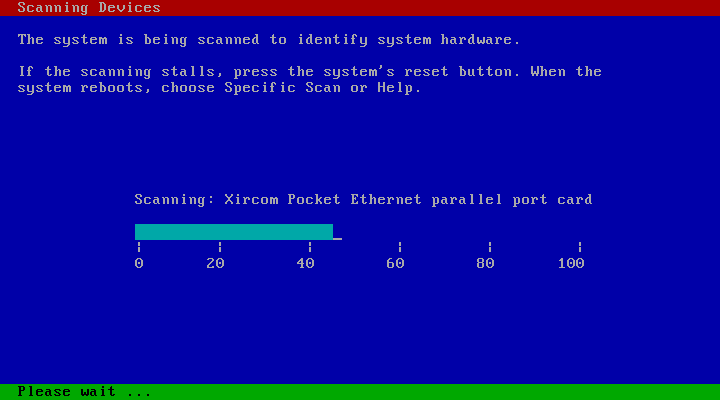 Scanning Devices
The system is being scanned to identify system hardware.
If the scanning stalls, press the system's reset button. When the
system reboots, choose Specific Scan or Help.
Scanning: Xircom Pocket Ethernet parallel port card
0 20 40 60 80 100
Please wait ...